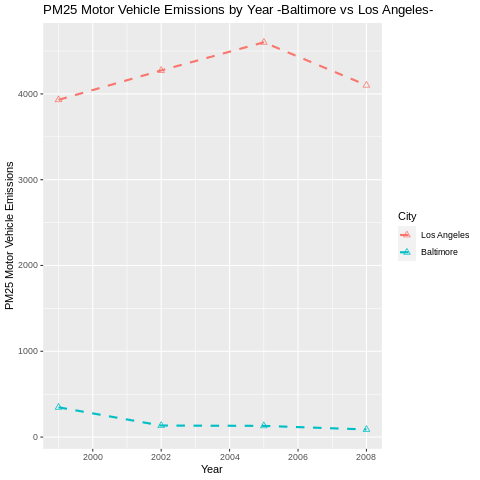 PM25 Motor Vehicle Emissions by Year -Baltimore vs Los Angeles-
PM25 Motor Vehicle Emissions
4000
3000
2000
1000
0
2000 2002 2004 2006 2008
Year
City
Los Angeles
Baltimore